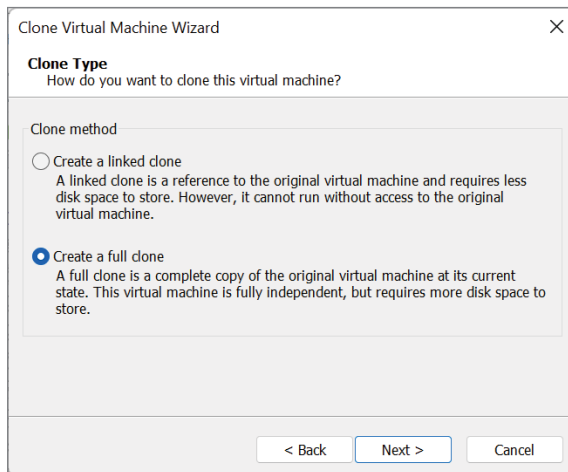 Clone Virtual Machine Wizard
Clone Type
How do you want to clone this virtual machine?
Clone method
Create a linked clone
A linked clone is a reference to the original virtual machine and requires less
disk space to store. However, it cannot run without access to the original
virtual machine.
Create a full clone
A full clone is a complete copy of the original virtual machine at its current
state. This virtual machine is fully independent, but requires more disk space to
store.
< Back
Next >
Cancel